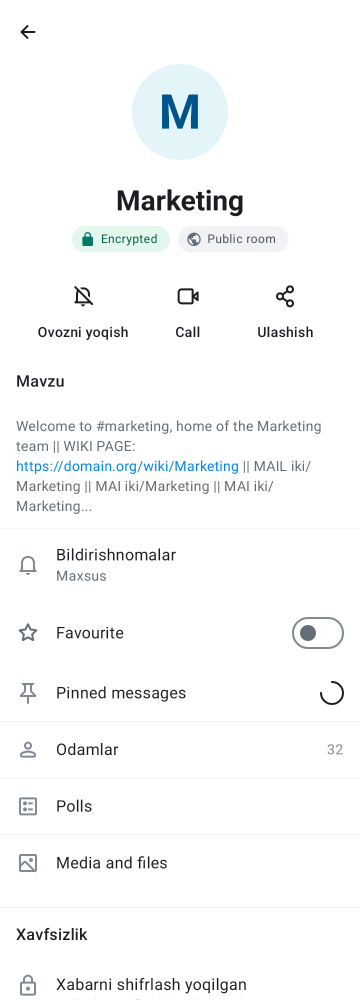 M
Marketing
Encrypted
Public room
Ovozni yoqish
Call
Ulashish
Mavzu
Welcome to #marketing, home of the Marketing
team || WIKI PAGE:
https://domain.org/wiki/Marketing || MAIL iki/
Marketing || MAI iki/Marketing || MAI iki/
Marketing...
Bildirishnomalar
Maxsus
Favourite
Pinned messages
Odamlar
32
Polls
Media and files
Xavfsizlik
Xabarni shifrlash yoqilgan